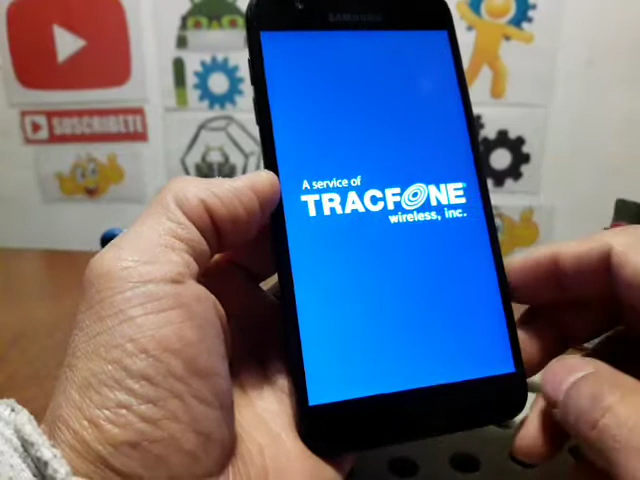 SAMSUNG
SUSCRIBETE
A service of
TRACFONE
wireless, inc.